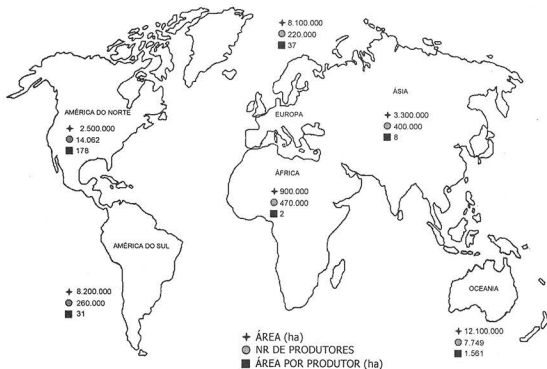 8.100.000
220.000
37
AMÉRICA DO NORTE
2.500.000
14.062
178
EUROPA
ÁSIA
3.300.000
400.000
8
ÁFRICA
900.000
470.000
2
AMÉRICA DO SUL
8.200.000
260.000
31
OCEANIA
12.100.000
7.749
1.561
ÁREA (ha)
NR DE PRODUTORES
ÁREA POR PRODUTOR (ha)